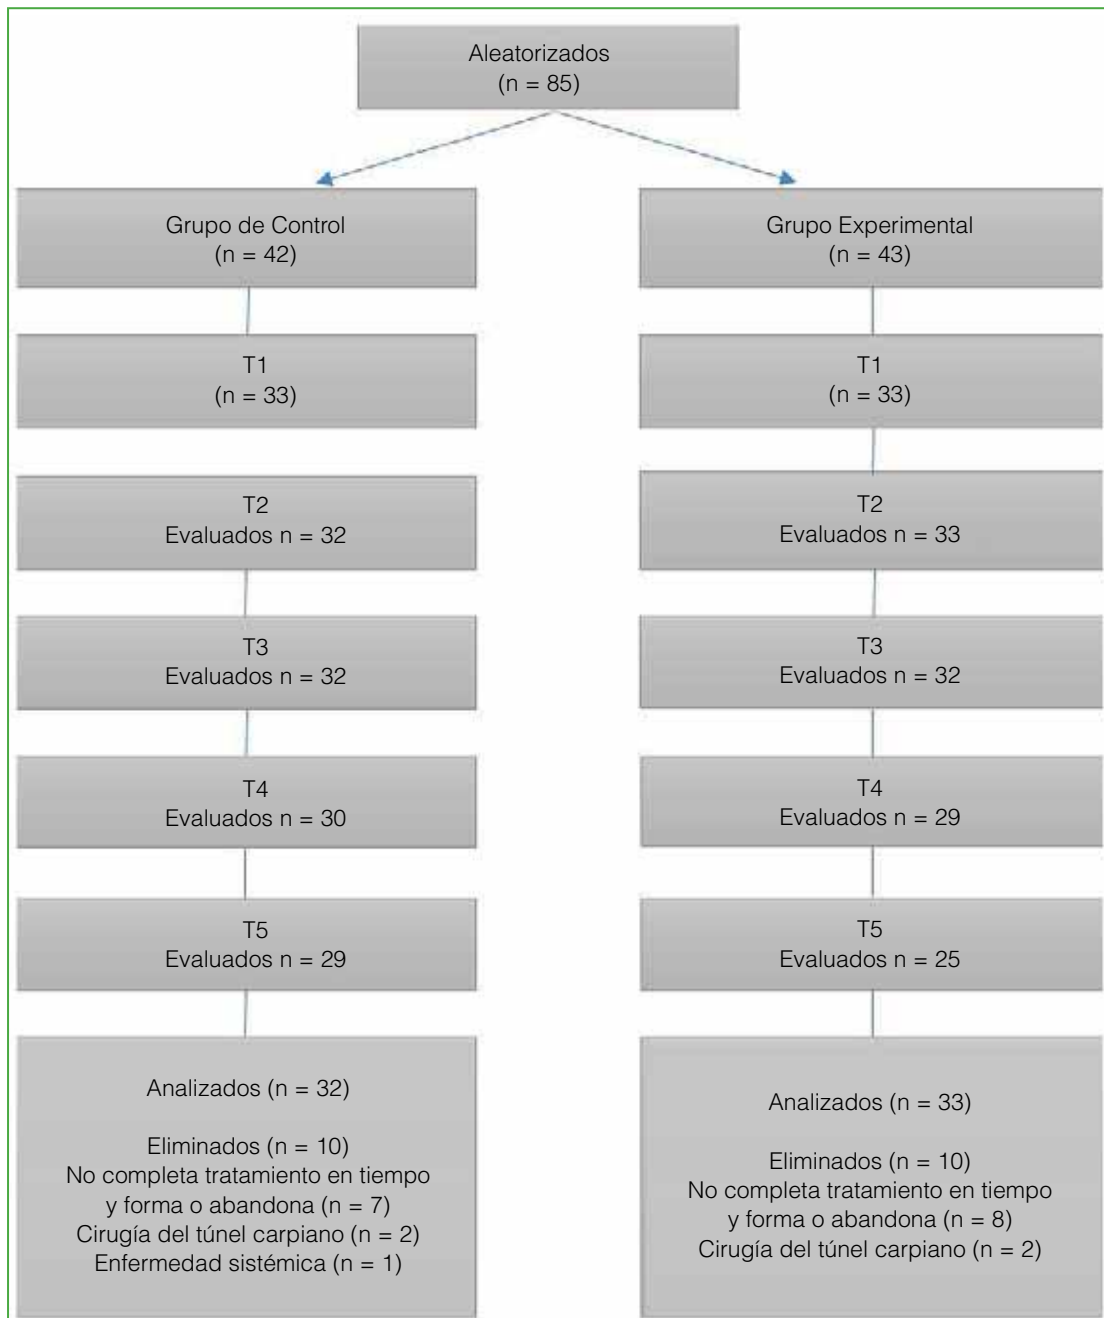 Aleatorizados
(n = 85)
Grupo de Control
(n = 42)
T1
(n = 33)
T2
Evaluados n = 32
T3
Evaluados n = 32
T4
Evaluados n = 30
T5
Evaluados n = 29
Analizados (n = 32)
Eliminados (n = 10)
No completa tratamiento en tiempo
y forma o abandona (n = 7)
Cirugía del túnel carpiano (n = 2)
Enfermedad sistémica (n = 1)
Grupo Experimental
(n = 43)
T1
(n = 33)
T2
Evaluados n = 33
T3
Evaluados n = 32
T4
Evaluados n = 29
T5
Evaluados n = 25
Analizados (n = 33)
Eliminados (n = 10)
No completa tratamiento en tiempo
y forma o abandona (n = 8)
Cirugía del túnel carpiano (n = 2)